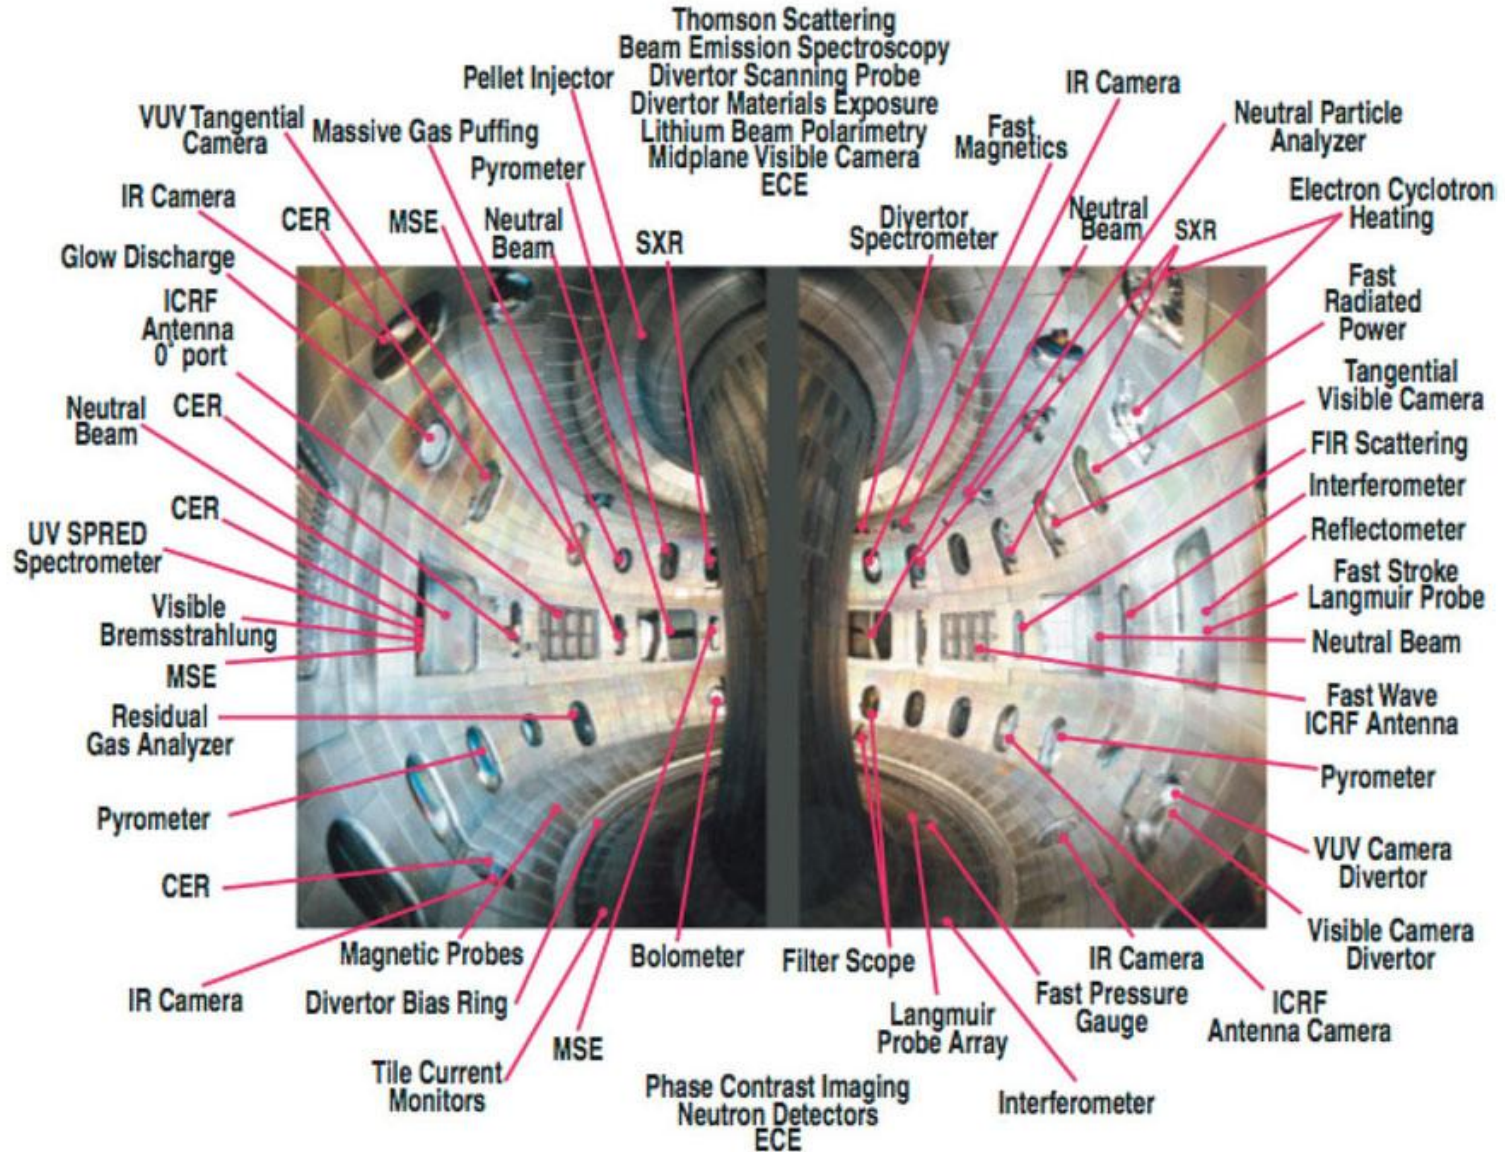 Thomson Scattering
Beam Emission Spectroscopy
Divertor Scanning Probe
Divertor Materials Exposure
Lithium Beam Polarimetry
Midplane Visible Camera
ECE
Pellet Injector
VUV Tangential
Camera
Massive Gas Puffing
Pyrometer
IR Camera
CER
MSE
Neutral
Beam
SXR
Glow Discharge
ICRF
Antenna
0° port
Neutral
Beam
CER
CER
UV SPRED
Spectrometer
Visible
Bremsstrahlung
MSE
Residual
Gas Analyzer
Pyrometer
CER
IR Camera
Magnetic Probes
Divertor Bias Ring
Tile Current
Monitors
MSE
Bolometer
IR Camera
Fast
Magnetics
Neutral Particle
Analyzer
Electron Cyclotron
Heating
Divertor
Spectrometer
Neutral
Beam
SXR
Fast
Radiated
Power
Tangential
Visible Camera
FIR Scattering
Interferometer
Reflectometer
Fast Stroke
Langmuir Probe
Neutral Beam
Fast Wave
ICRF Antenna
Pyrometer
VUV Camera
Divertor
Visible Camera
Divertor
Filter Scope
IR Camera
Fast Pressure
Gauge
ICRF
Antenna Camera
Langmuir
Probe Array
Interferometer
Phase Contrast Imaging
Neutron Detectors
ECE